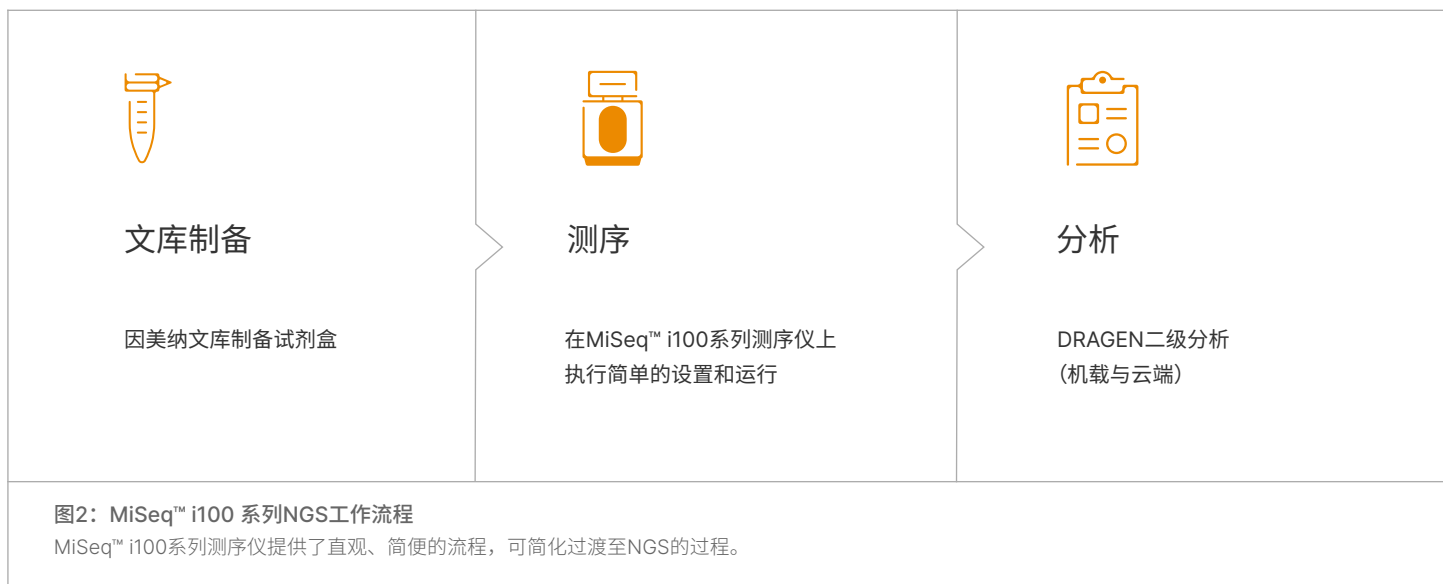 文库制备
因美纳文库制备试剂盒
测序
在MiSeq™ i100系列测序仪上
执行简单的设置和运行
分析
DRAGEN二级分析
（机载与云端）
图2：MiSeq™ i100 系列NGS工作流程
MiSeq™ i100系列测序仪提供了直观、简便的流程，可简化过渡至NGS的过程。